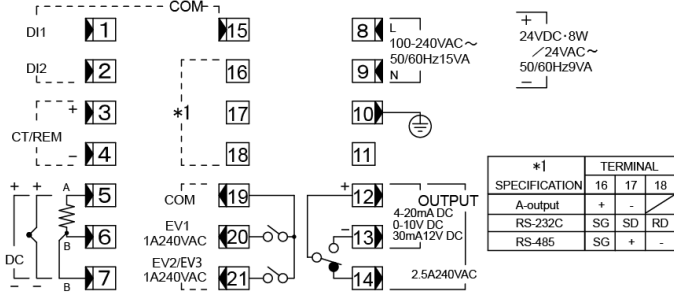 COM
DI1 1 15 8 L
100-240VAC~
50/60Hz15VA
+
24VDC·8W
/24VAC~
50/60Hz9VA
−
DI2 2 16 9 N
+ 3 *1 17 10
CT/REM
− 4 18 11
*1 TERMINAL
SPECIFICATION 16 17 18
A-output + -
RS-232C SG SD RD
RS-485 SG + -
+ + A 5 COM 19 + 12 OUTPUT
4-20mA DC
0-10V DC
30mA12V DC
B 6 EV1
1A240VAC 20 − 13
DC
− − B 7 EV2/EV3
1A240VAC 21 14 2.5A240VAC